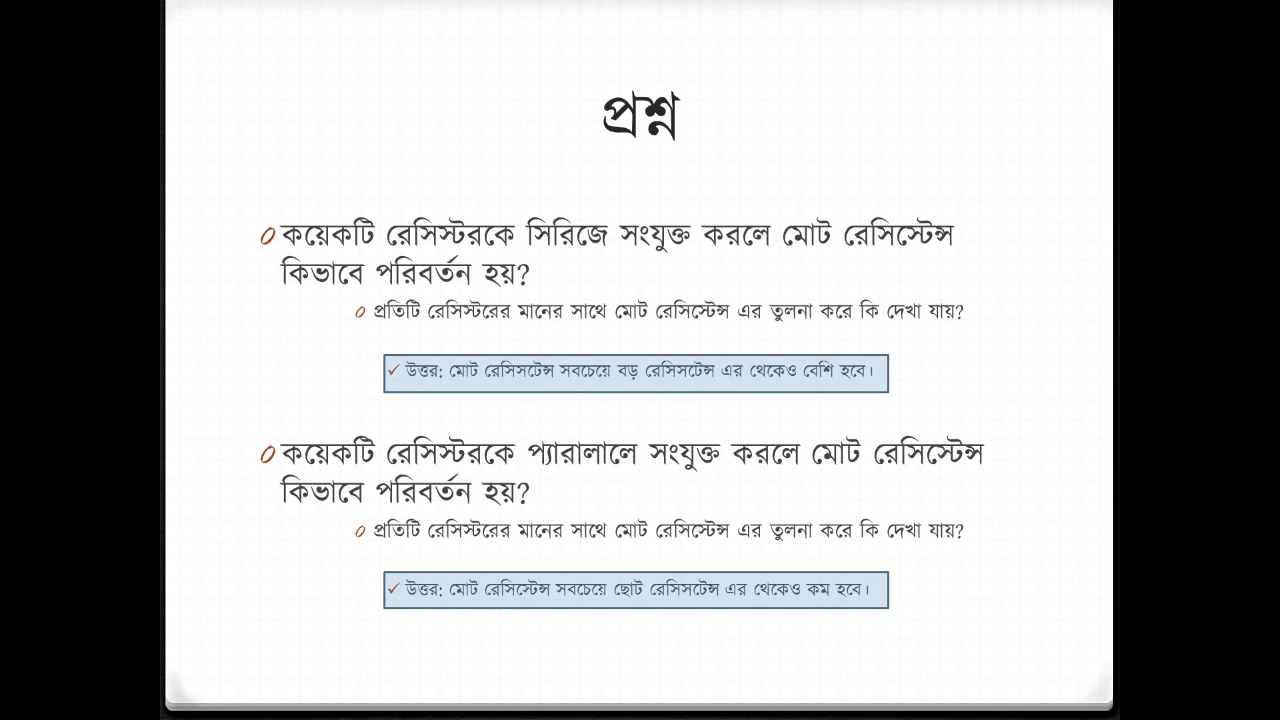 প্রশ্ন
কয়েকটি রেসিস্টরকে সিরিজে সংযুক্ত করলে মোট রেসিস্টেন্স
কিভাবে পরিবর্তন হয়?
প্রতিটি রেসিস্টরের মানের সাথে মোট রেসিস্টেন্স এর তুলনা করে কি দেখা যায়?
উত্তর: মোট রেসিসটেন্স সবচেয়ে বড় রেসিসটেন্স এর থেকেও বেশি হবে।
কয়েকটি রেসিস্টরকে প্যারালালে সংযুক্ত করলে মোট রেসিস্টেন্স
কিভাবে পরিবর্তন হয়?
প্রতিটি রেসিস্টরের মানের সাথে মোট রেসিস্টেন্স এর তুলনা করে কি দেখা যায়?
উত্তর: মোট রেসিস্টেন্স সবচেয়ে ছোট রেসিসটেন্স এর থেকেও কম হবে।